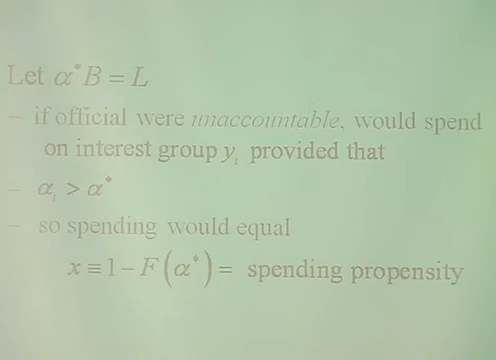 Let α*B = L
– if official were unaccountable, would spend
on interest group yᵢ provided that
– αᵢ > α*
– so spending would equal
x ≡ 1 − F(α*) = spending propensity